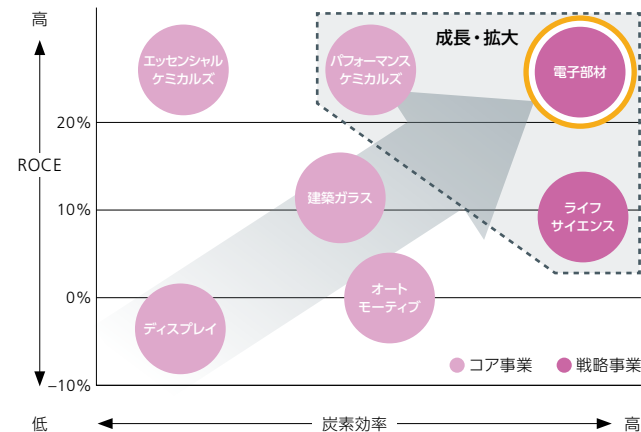 高
エッセンシャル
ケミカルズ
パフォーマンス
ケミカルズ
成長・拡大
電子部材
20%
ROCE
建築ガラス
ライフ
サイエンス
10%
オート
モーティブ
0%
ディスプレイ
コア事業
戦略事業
−10%
低
炭素効率
高